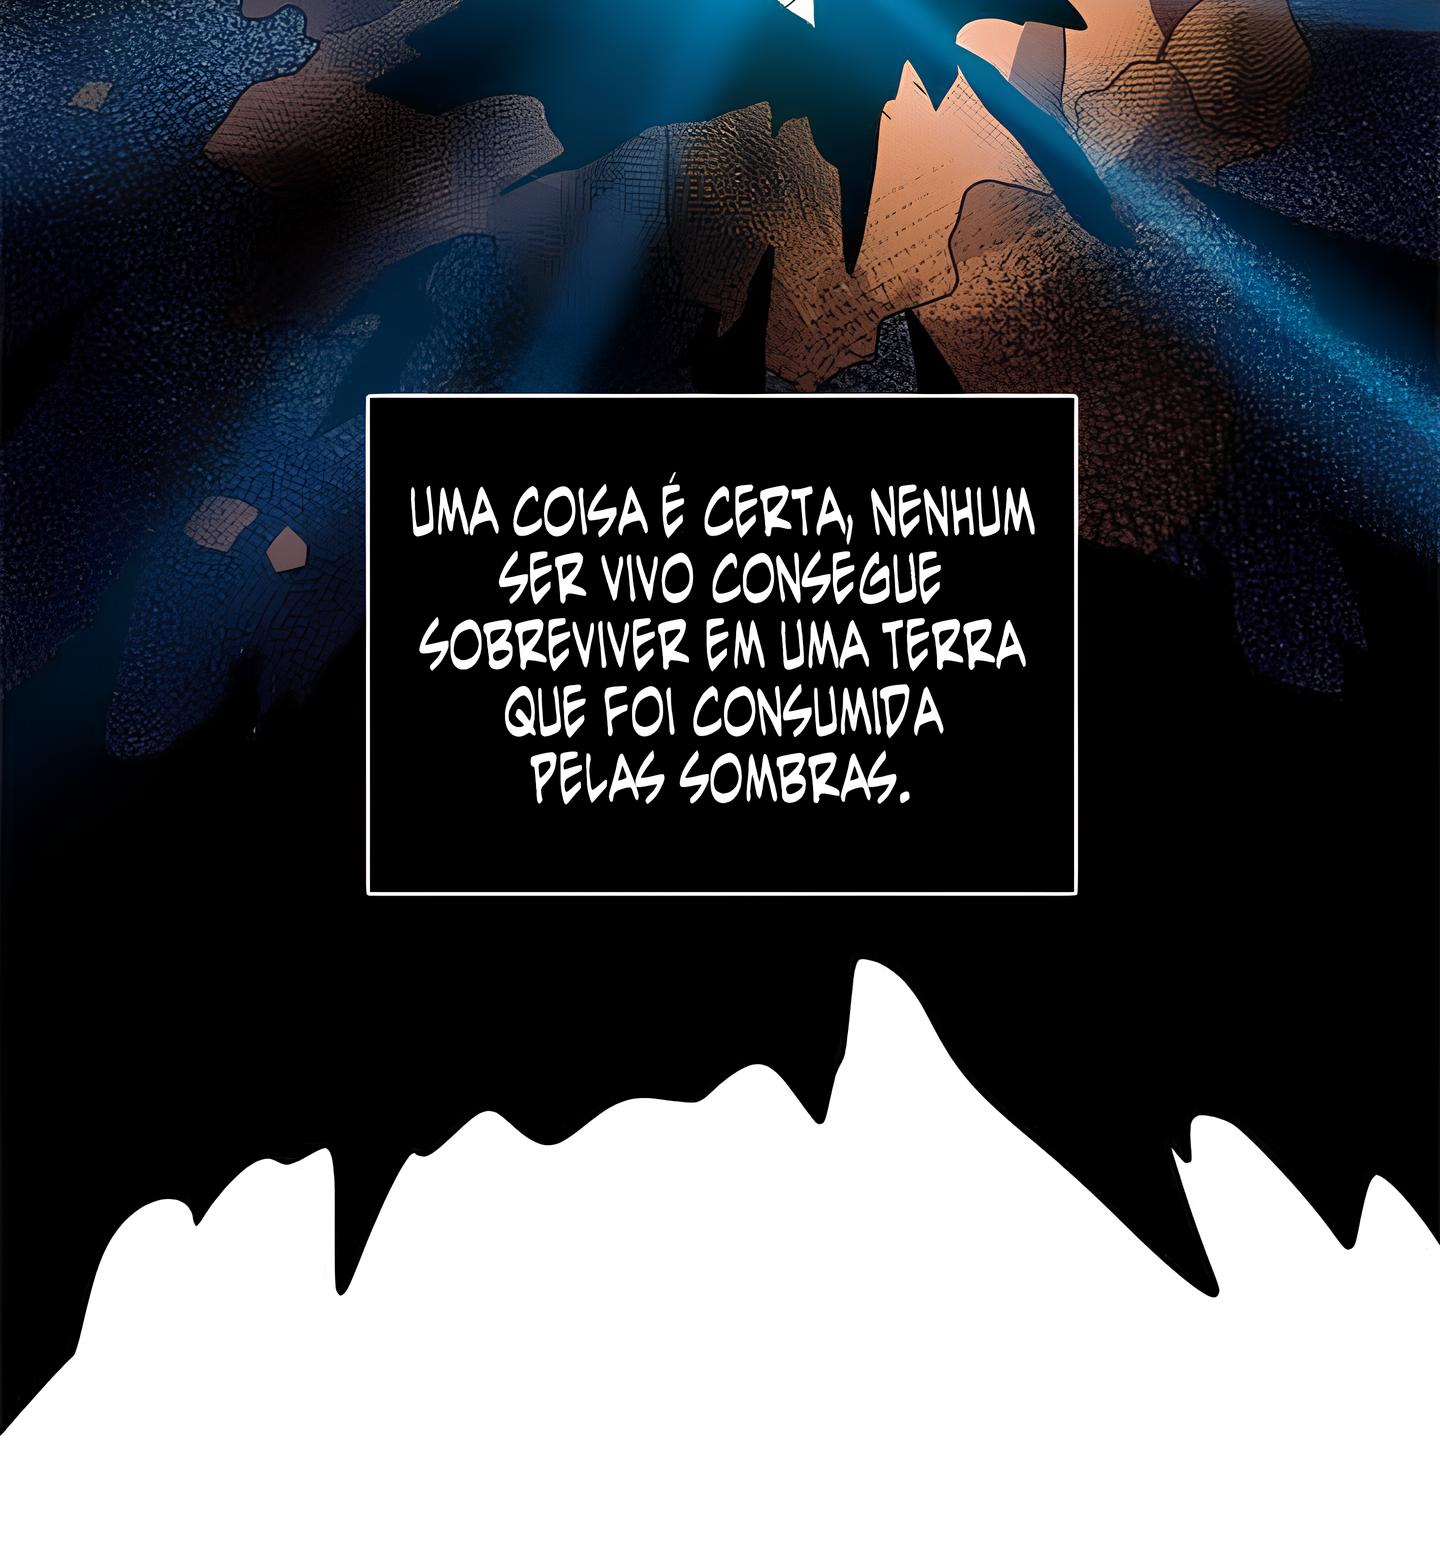 UMA COISA É CERTA, NENHUM
SER VIVO CONSEGUE
SOBREVIVER EM UMA TERRA
QUE FOI CONSUMIDA
PELAS SOMBRAS.